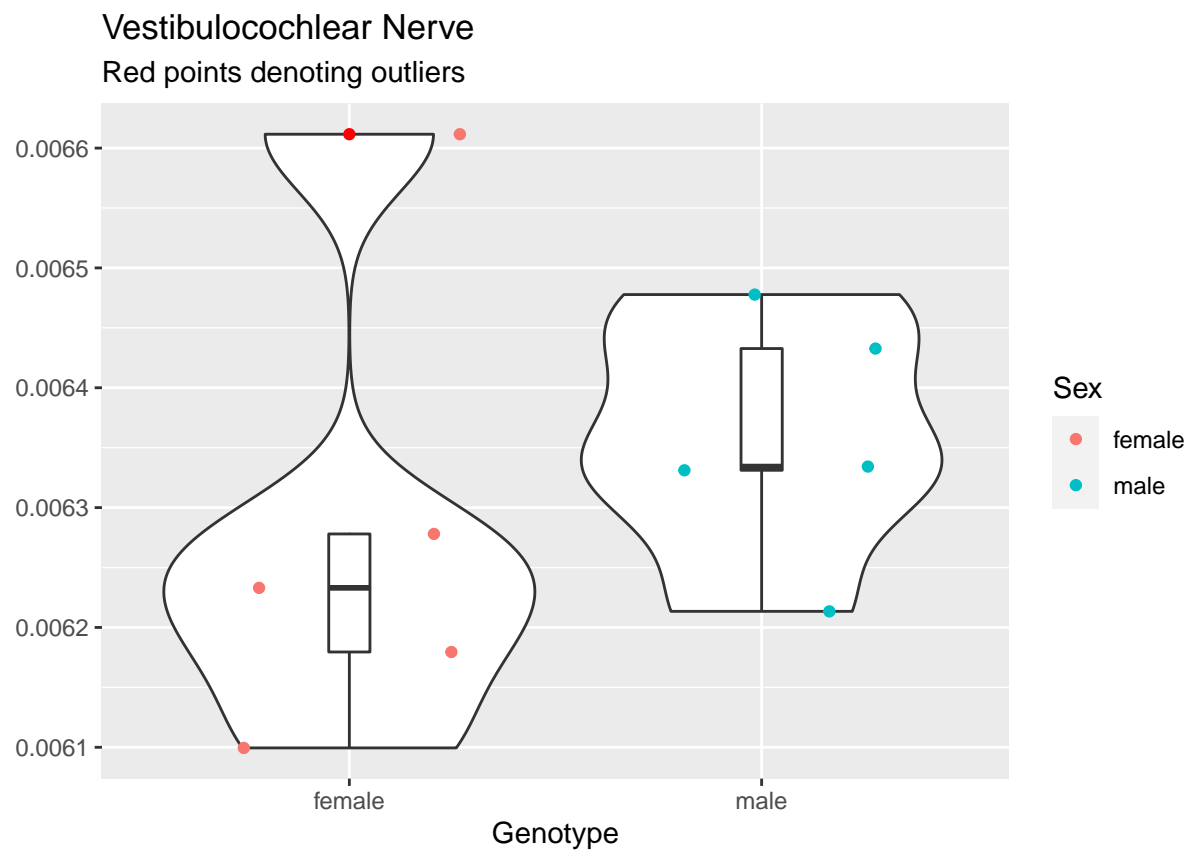 Vestibulocochlear Nerve
Red points denoting outliers
0.0066
0.0065
0.0064
0.0063
0.0062
0.0061
female
male
Genotype
Sex
female
male